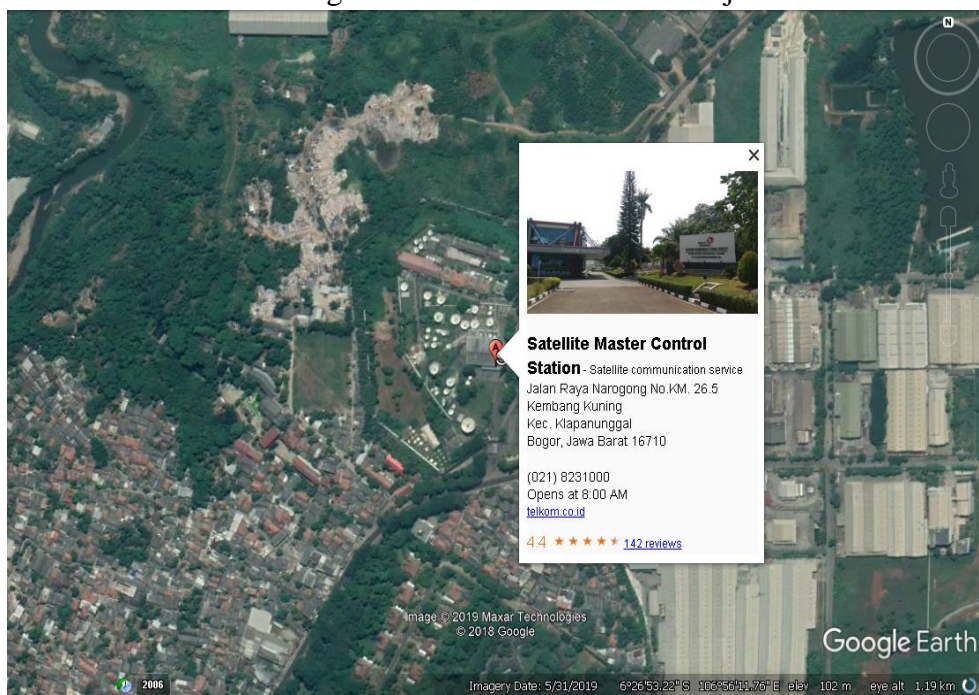 N
Satellite Master Control
Station - Satellite communication service
Jalan Raya Narogong No.KM. 26.5
Kembang Kuning
Kec. Klapanunggal
Bogor, Jawa Barat 16710
(021) 8231000
Opens at 8:00 AM
telkom.co.id
4.4 142 reviews
A
Image © 2019 Maxar Technologies
© 2018 Google
Google Earth
2006
Imagery Date: 5/31/2019 6°26'53.22" S 106°56'11.76" E elev 102 m eye alt 1.19 km